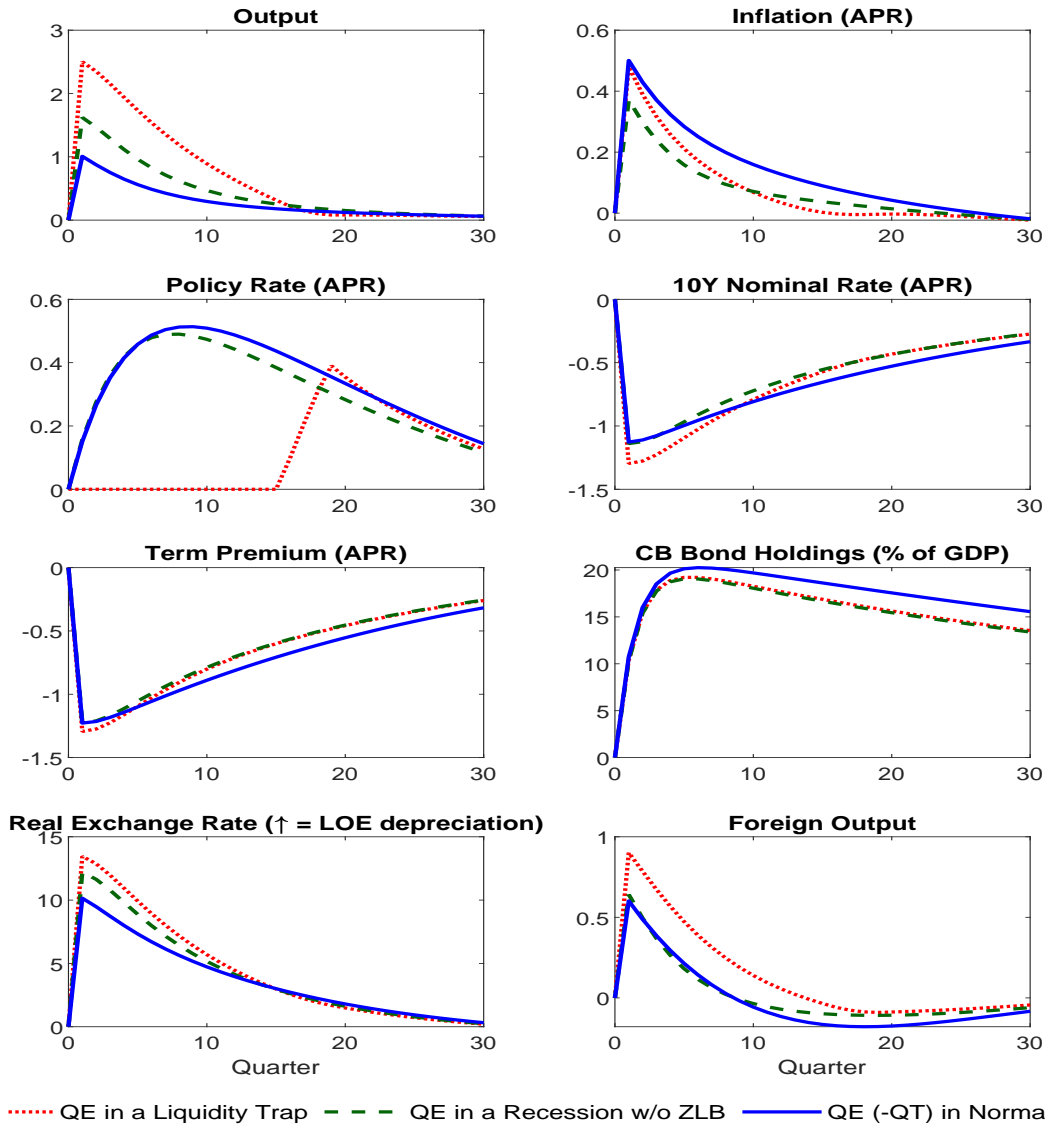 Output
Inflation (APR)
3
2
1
0
0 10 20 30
0.6
0.4
0.2
0
0 10 20 30
Policy Rate (APR)
10Y Nominal Rate (APR)
0.6
0.4
0.2
0
0 10 20 30
0
-0.5
-1
-1.5
0 10 20 30
Term Premium (APR)
CB Bond Holdings (% of GDP)
0
-0.5
-1
-1.5
0 10 20 30
20
15
10
5
0
0 10 20 30
Real Exchange Rate (↑ = LOE depreciation)
Foreign Output
15
10
5
0
0 10 20 30
Quarter
1
0.5
0
0 10 20 30
Quarter
QE in a Liquidity Trap QE in a Recession w/o ZLB QE (-QT) in Norma